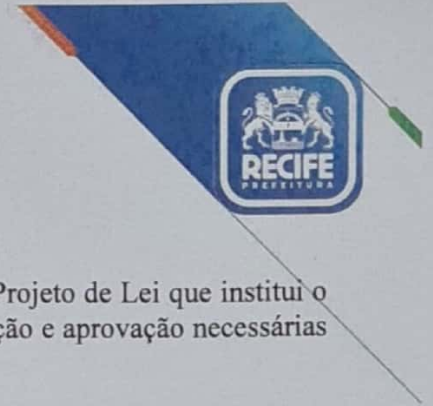 RECIFE
PREFEITURA
Projeto de Lei que institui o
ção e aprovação necessárias